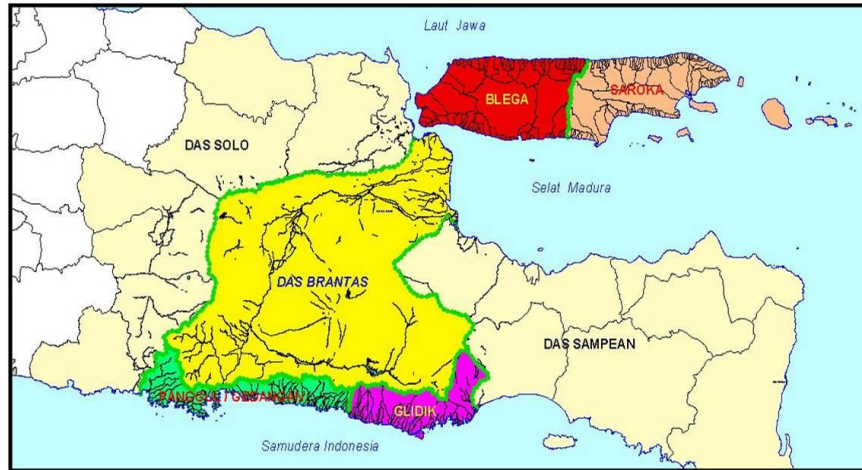 Laut Jawa
BLEGA
SAROKA
DAS SOLO
Selat Madura
DAS BRANTAS
DAS SAMPEAN
GLIDIK
Samudera Indonesia